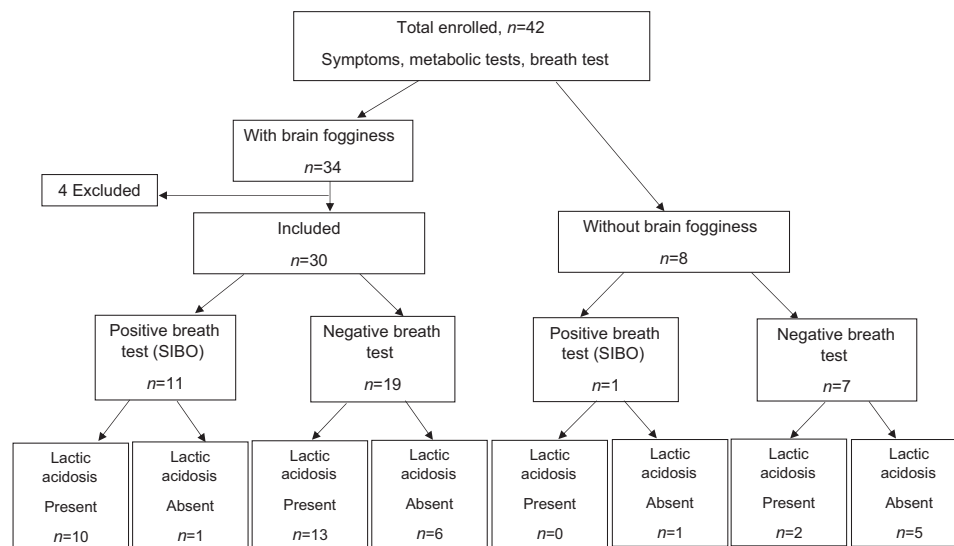 Total enrolled, n=42
Symptoms, metabolic tests, breath test
With brain fogginess
n=34
4 Excluded
Included
n=30
Without brain fogginess
n=8
Positive breath
test (SIBO)
n=11
Negative breath
test
n=19
Positive breath
test (SIBO)
n=1
Negative breath
test
n=7
Lactic
acidosis
Present
n=10
Lactic
acidosis
Absent
n=1
Lactic
acidosis
Present
n=13
Lactic
acidosis
Absent
n=6
Lactic
acidosis
Present
n=0
Lactic
acidosis
Absent
n=1
Lactic
acidosis
Present
n=2
Lactic
acidosis
Absent
n=5